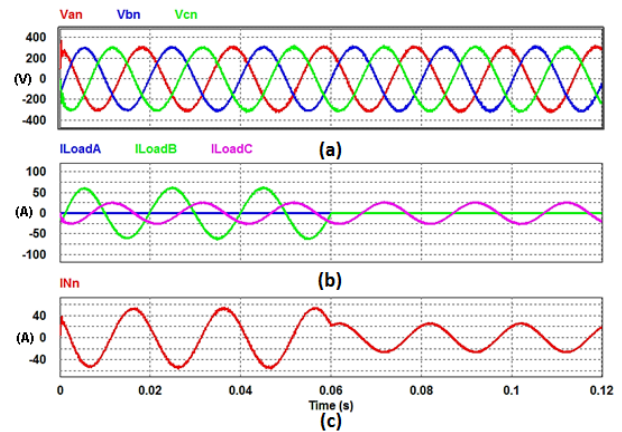 Van Vbn Vcn
400
200
(V) 0
-200
-400
(a)
ILoadA ILoadB ILoadC
100
50
(A) 0
-50
-100
(b)
INn
40
(A) 0
-40
0 0.02 0.04 0.06 0.08 0.1 0.12
Time (s)
(c)